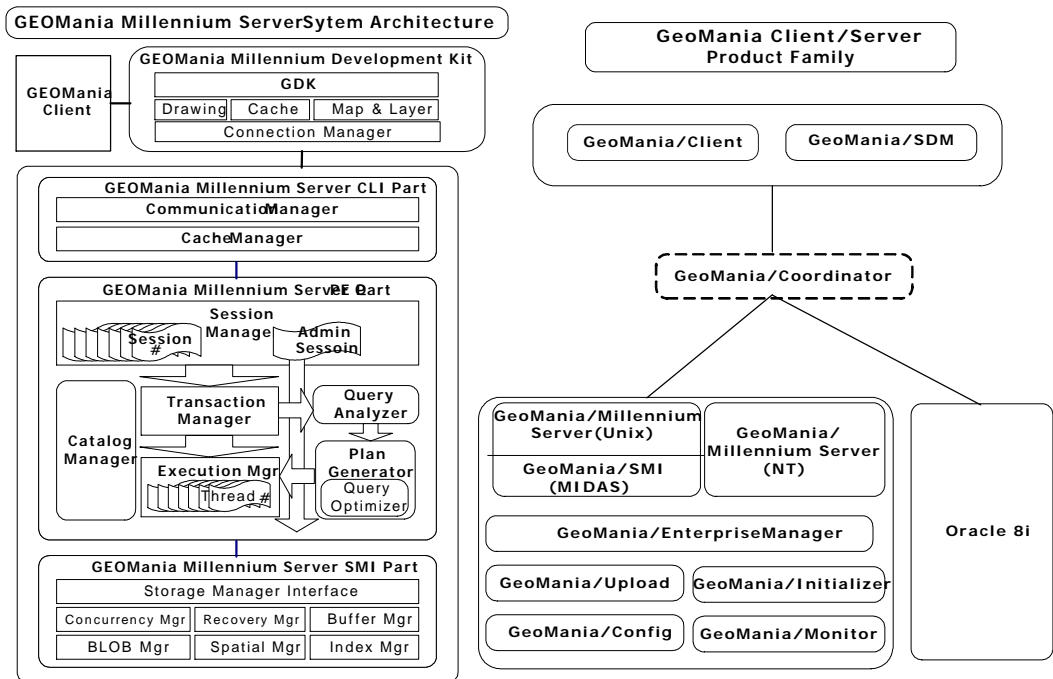 GEOMania Millennium ServerSytem Architecture
GEOMania
Client
GEOMania Millennium Development Kit
GDK
Drawing
Cache
Map & Layer
Connection Manager
GEOMania Millennium Server CLI Part
CommunicationManager
CacheManager
GEOMania Millennium Server Part
Session
Manage
Session
#
Admin
Sessoin
Catalog
Manager
Transaction
Manager
Query
Analyzer
Execution Mgr
Thread #
Plan
Generator
Query
Optimizer
GEOMania Millennium Server SMI Part
Storage Manager Interface
Concurrency Mgr
Recovery Mgr
Buffer Mgr
BLOB Mgr
Spatial Mgr
Index Mgr
GeoMania Client/Server
Product Family
GeoMania/Client
GeoMania/SDM
GeoMania/Coordinator
GeoMania/Millennium
Server(Unix)
GeoMania/SMI
(MIDAS)
GeoMania/
Millennium Server
(NT)
GeoMania/EnterpriseManager
GeoMania/Upload
GeoMania/Initializer
GeoMania/Config
GeoMania/Monitor
Oracle 8i